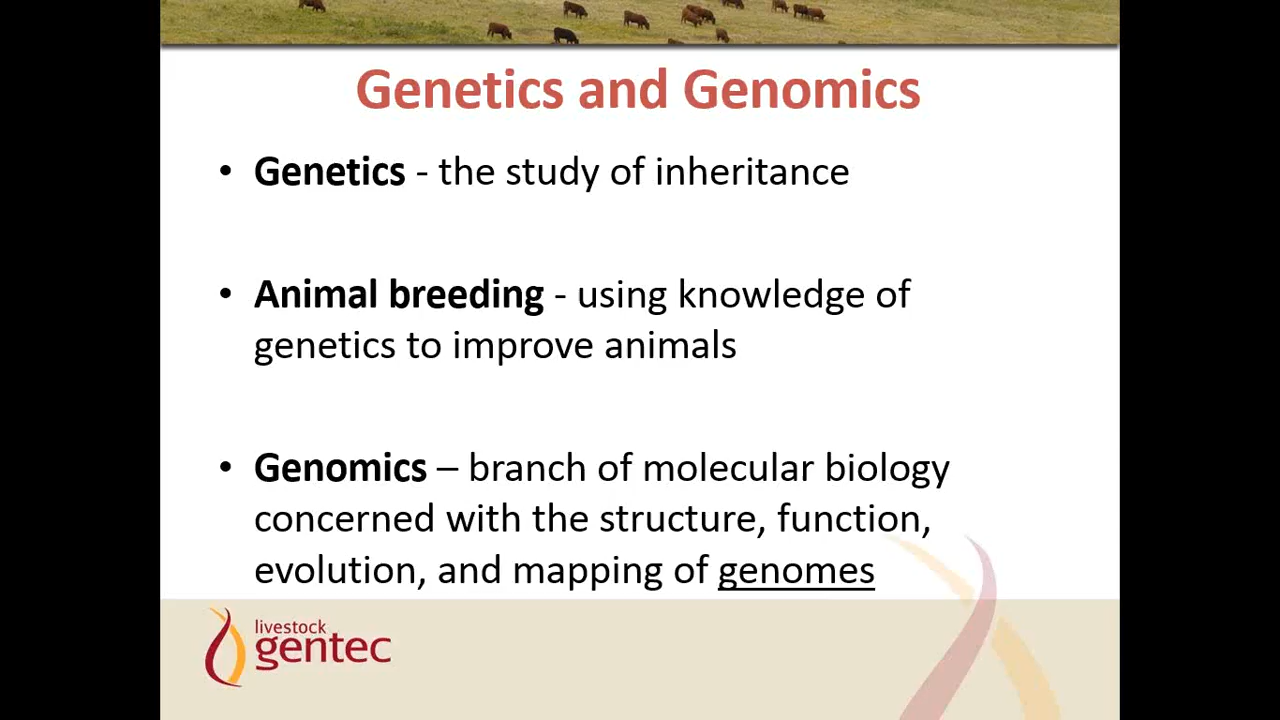 Genetics and Genomics
• Genetics - the study of inheritance
• Animal breeding - using knowledge of
genetics to improve animals
• Genomics – branch of molecular biology
concerned with the structure, function,
evolution, and mapping of genomes
livestock
gentec